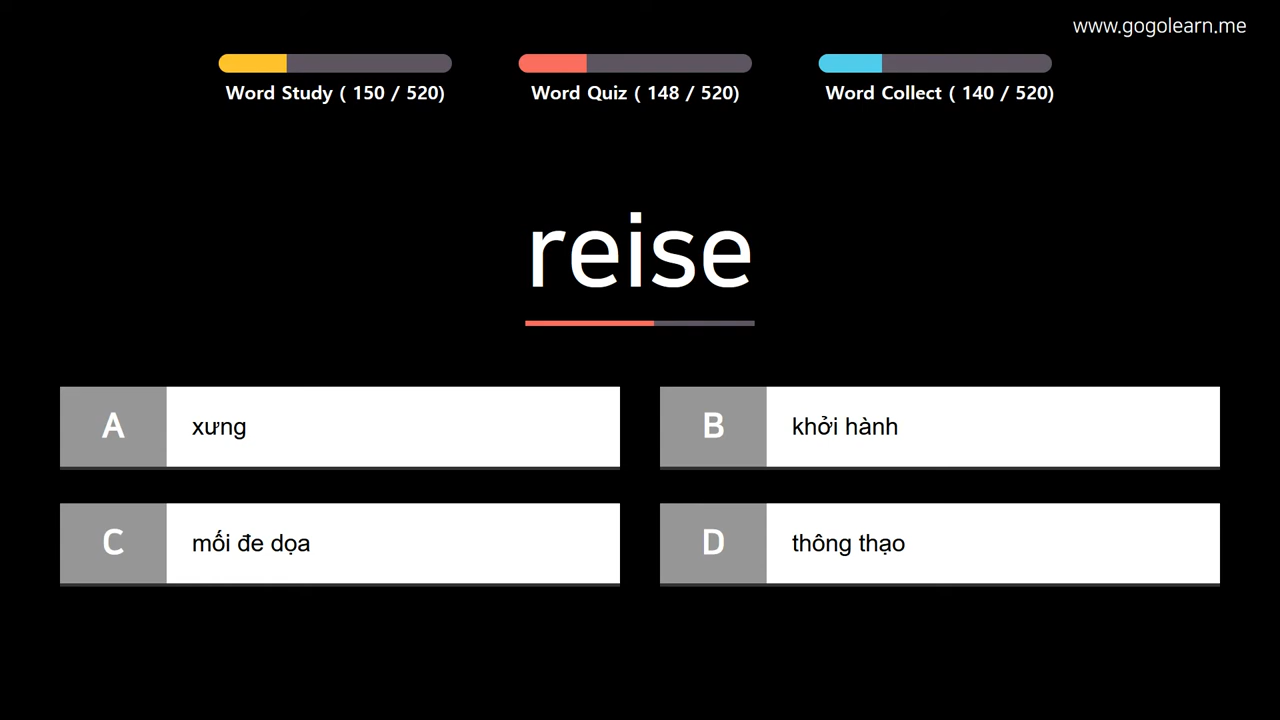 www.gogolearn.me
Word Study ( 150 / 520)
Word Quiz ( 148 / 520)
Word Collect ( 140 / 520)
reise
A xưng
B khởi hành
C mối đe dọa
D thông thạo